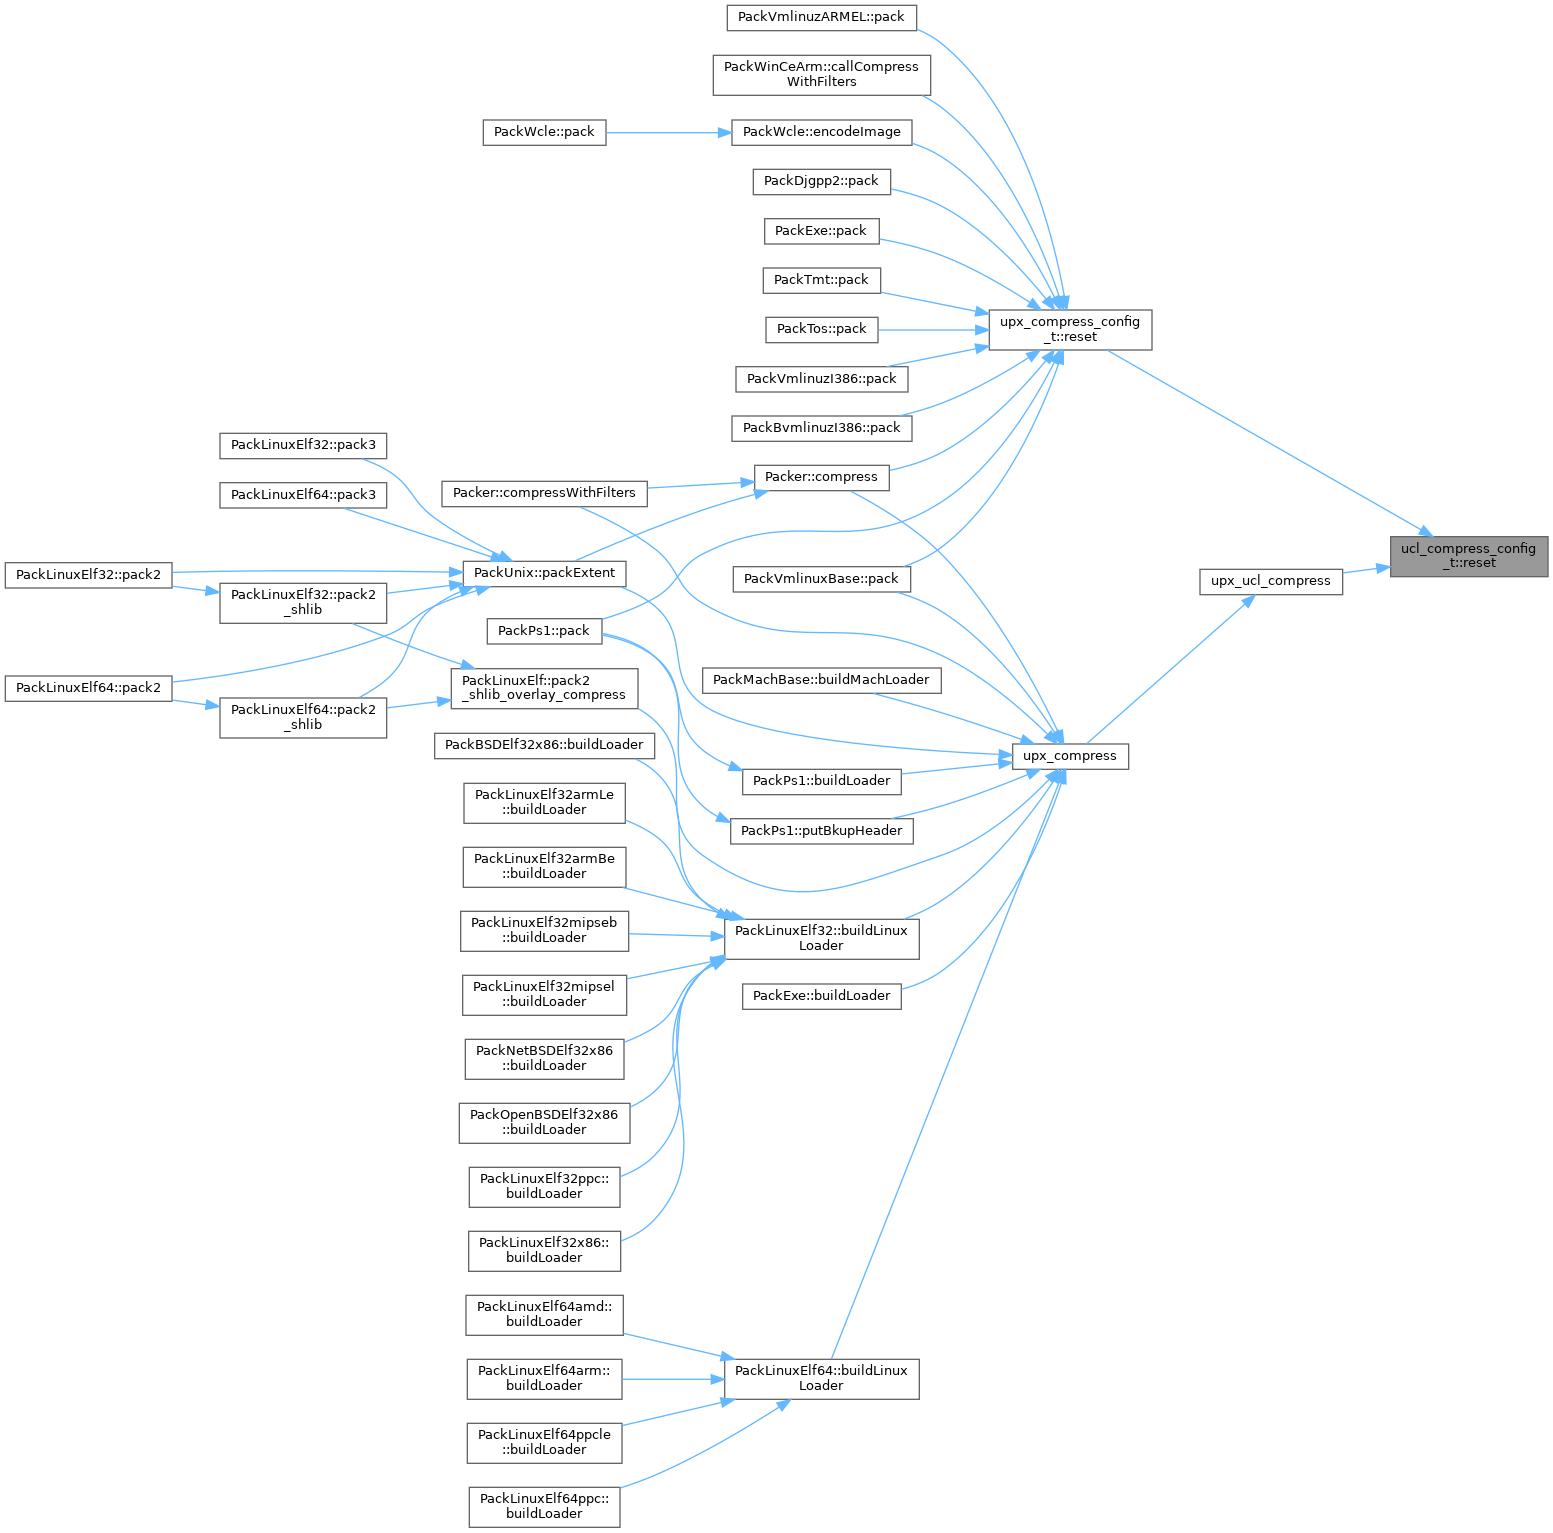 PackVmlinuzARMEL::pack
PackWinCeArm::callCompress
WithFilters
PackWcle::pack
PackWcle::encodeImage
PackDjgpp2::pack
PackExe::pack
PackTmt::pack
upx_compress_config
_t::reset
PackTos::pack
PackVmlinuzI386::pack
PackBvmlinuzI386::pack
PackLinuxElf32::pack3
Packer::compress
PackLinuxElf64::pack3
Packer::compressWithFilters
ucl_compress_config
_t::reset
PackLinuxElf32::pack2
PackUnix::packExtent
PackVmlinuxBase::pack
upx_ucl_compress
PackLinuxElf32::pack2
_shlib
PackPs1::pack
PackLinuxElf64::pack2
PackLinuxElf::pack2
_shlib_overlay_compress
PackMachBase::buildMachLoader
PackLinuxElf64::pack2
_shlib
PackBSDElf32x86::buildLoader
upx_compress
PackPs1::buildLoader
PackLinuxElf32armLe
::buildLoader
PackPs1::putBkupHeader
PackLinuxElf32armBe
::buildLoader
PackLinuxElf32mipseb
::buildLoader
PackLinuxElf32::buildLinux
Loader
PackLinuxElf32mipsel
::buildLoader
PackExe::buildLoader
PackNetBSDElf32x86
::buildLoader
PackOpenBSDElf32x86
::buildLoader
PackLinuxElf32ppc::
buildLoader
PackLinuxElf32x86::
buildLoader
PackLinuxElf64amd::
buildLoader
PackLinuxElf64arm::
buildLoader
PackLinuxElf64::buildLinux
Loader
PackLinuxElf64ppcle
::buildLoader
PackLinuxElf64ppc::
buildLoader